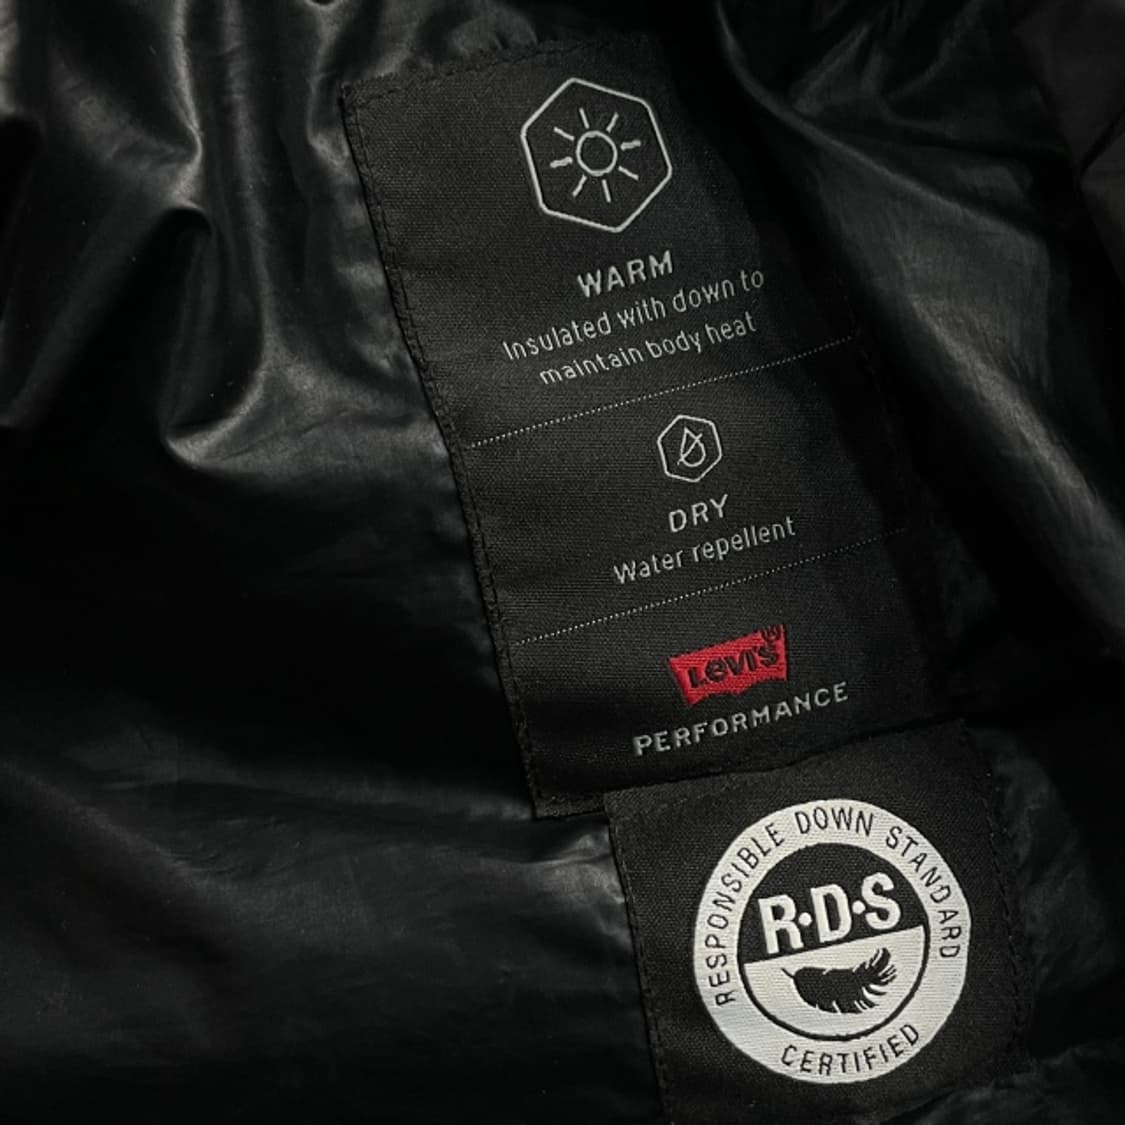 WARM
Insulated with down to
maintain body heat
DRY
Water repellent
LEVI'S®
PERFORMANCE
RESPONSIBLE DOWN STANDARD
R·D·S
CERTIFIED